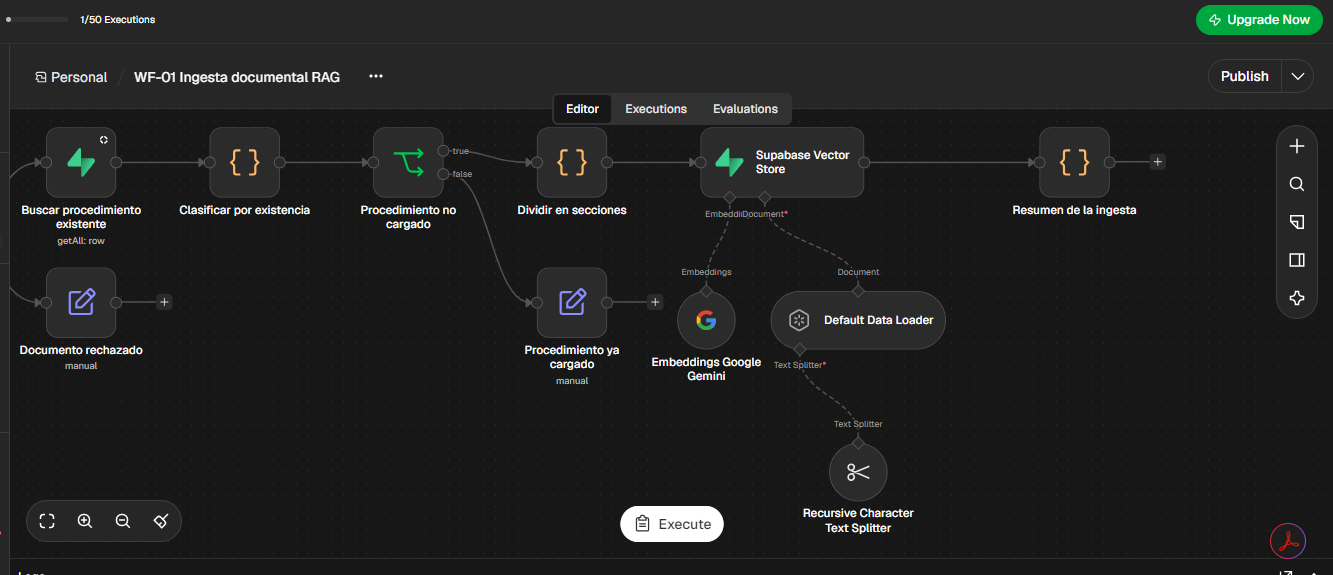 1/50 Executions
Upgrade Now
Personal / WF-01 Ingesta documental RAG ...
Publish
Editor Executions Evaluations
true
false
Supabase Vector
Store
Buscar procedimiento
existente
getAll: row
Clasificar por existencia
Procedimiento no
cargado
Dividir en secciones
Resumen de la ingesta
Document*
Embeddings
Document
Default Data Loader
Documento rechazado
manual
Procedimiento ya
cargado
manual
Embeddings Google
Gemini
Text Splitter*
Text Splitter
Recursive Character
Text Splitter
Execute